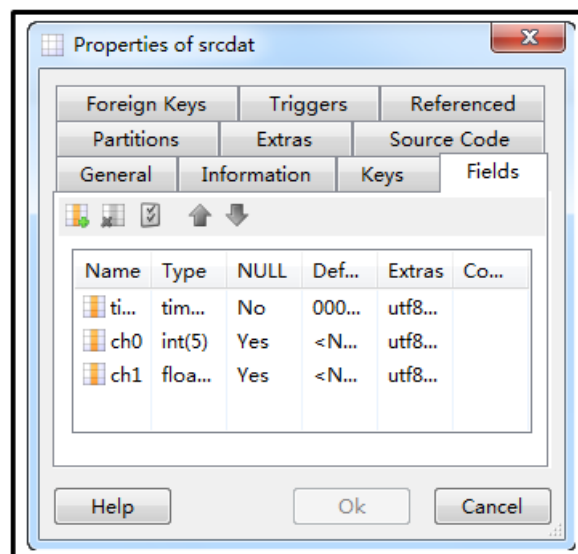 Properties of srcdat
Foreign Keys Triggers Referenced
Partitions Extras Source Code
General Information Keys Fields
Name Type NULL Def... Extras Co...
ti... tim... No 000... utf8...
ch0 int(5) Yes <N... utf8...
ch1 floa... Yes <N... utf8...
Help Ok Cancel